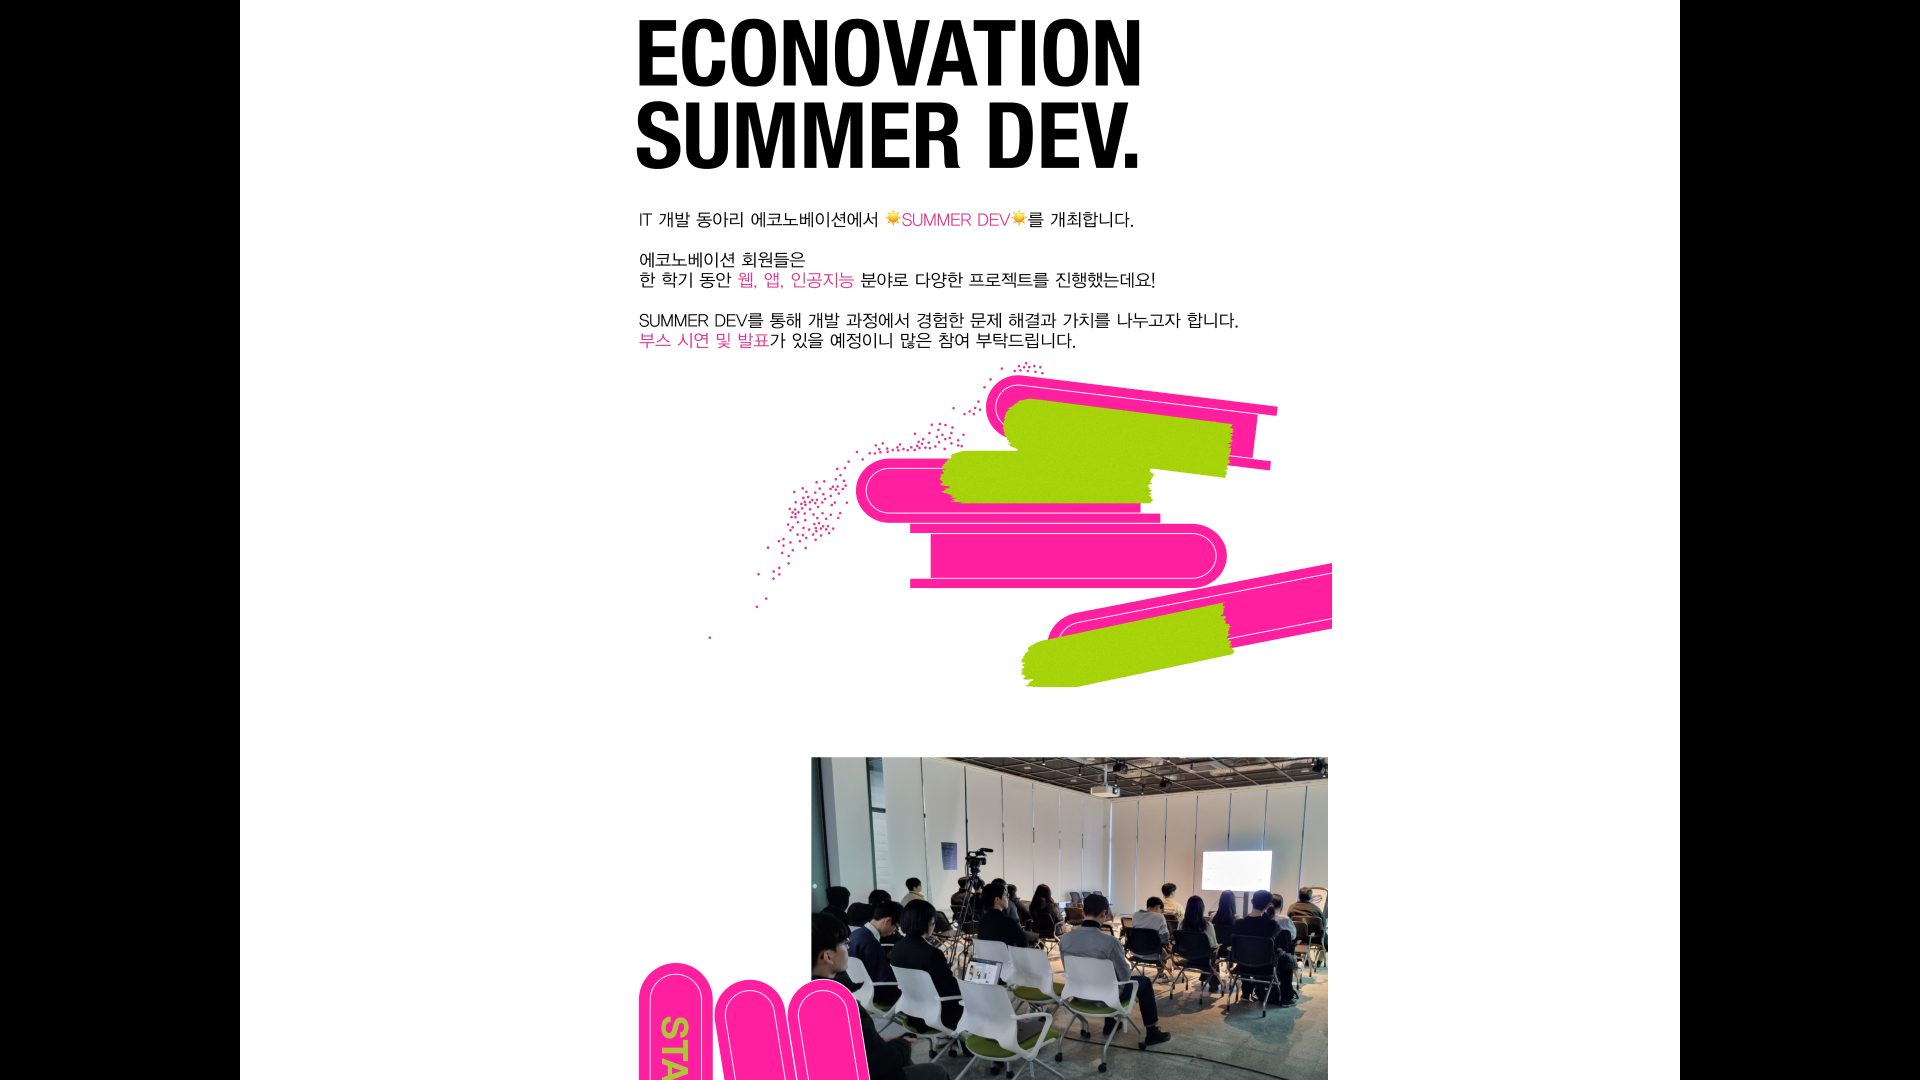 ECONOVATION
SUMMER DEV.
IT 개발 동아리 에코노베이션에서 ☀️SUMMER DEV☀️를 개최합니다.
에코노베이션 회원들은
한 학기 동안 웹, 앱, 인공지능 분야로 다양한 프로젝트를 진행했는데요!
SUMMER DEV를 통해 개발 과정에서 경험한 문제 해결과 가치를 나누고자 합니다.
부스 시연 및 발표가 있을 예정이니 많은 참여 부탁드립니다.
STA